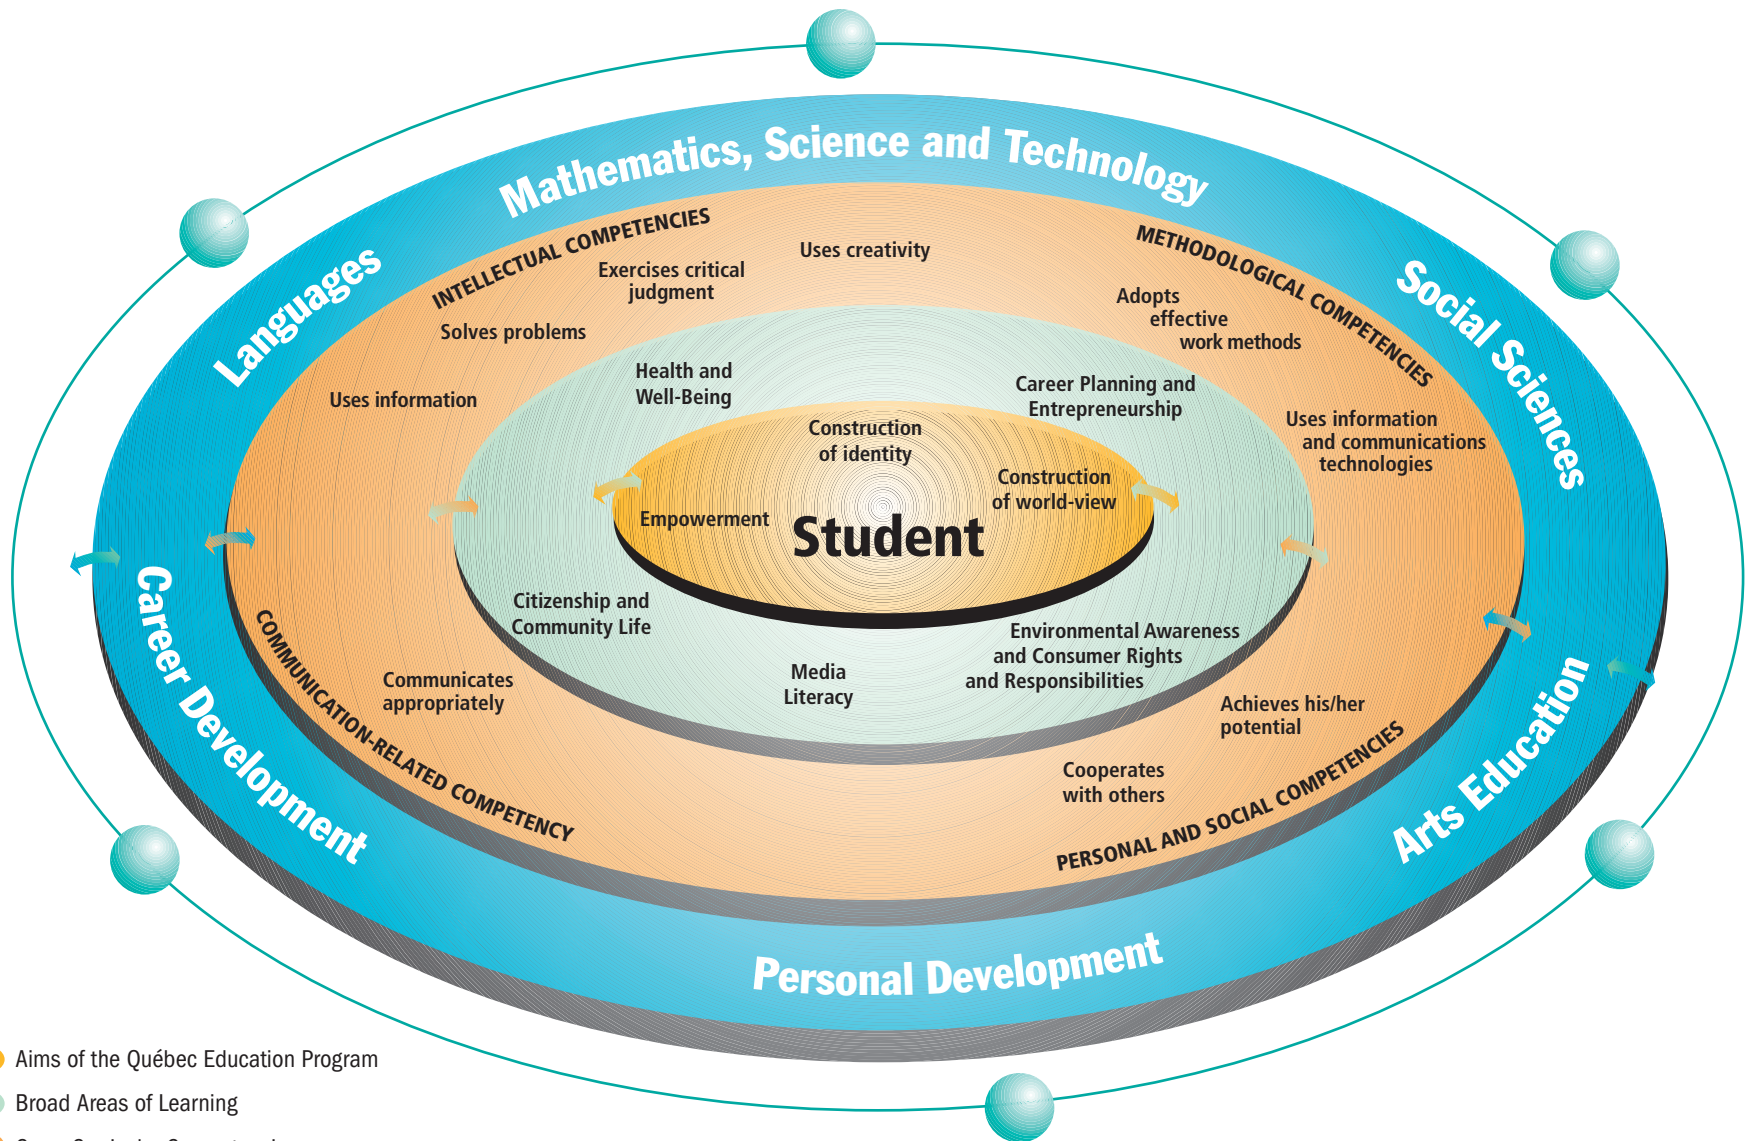 Mathematics, Science and Technology
Languages
Social Sciences
INTELLECTUAL COMPETENCIES
METHODOLOGICAL COMPETENCIES
Uses creativity
Exercises critical
judgment
Solves problems
Uses information
Adopts
effective
work methods
Uses information
and communications
technologies
Health and
Well-Being
Career Planning and
Entrepreneurship
Construction
of identity
Construction
of world-view
Empowerment
Student
Citizenship and
Community Life
Media
Literacy
Environmental Awareness
and Consumer Rights
and Responsibilities
Communicates
appropriately
Achieves his/her
potential
Cooperates
with others
COMMUNICATION-RELATED COMPETENCY
PERSONAL AND SOCIAL COMPETENCIES
Career Development
Arts Education
Personal Development
Aims of the Québec Education Program
Broad Areas of Learning